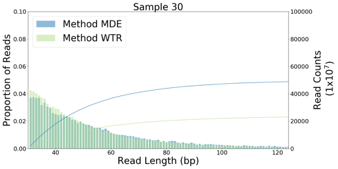 Sample 30
Method MDE
Method WTR
0.10
0.08
0.06
0.04
0.02
0.00
Proportion of Reads
40
60
80
100
120
Read Length (bp)
100000
80000
60000
40000
20000
0
Read Counts
(1x10⁷)